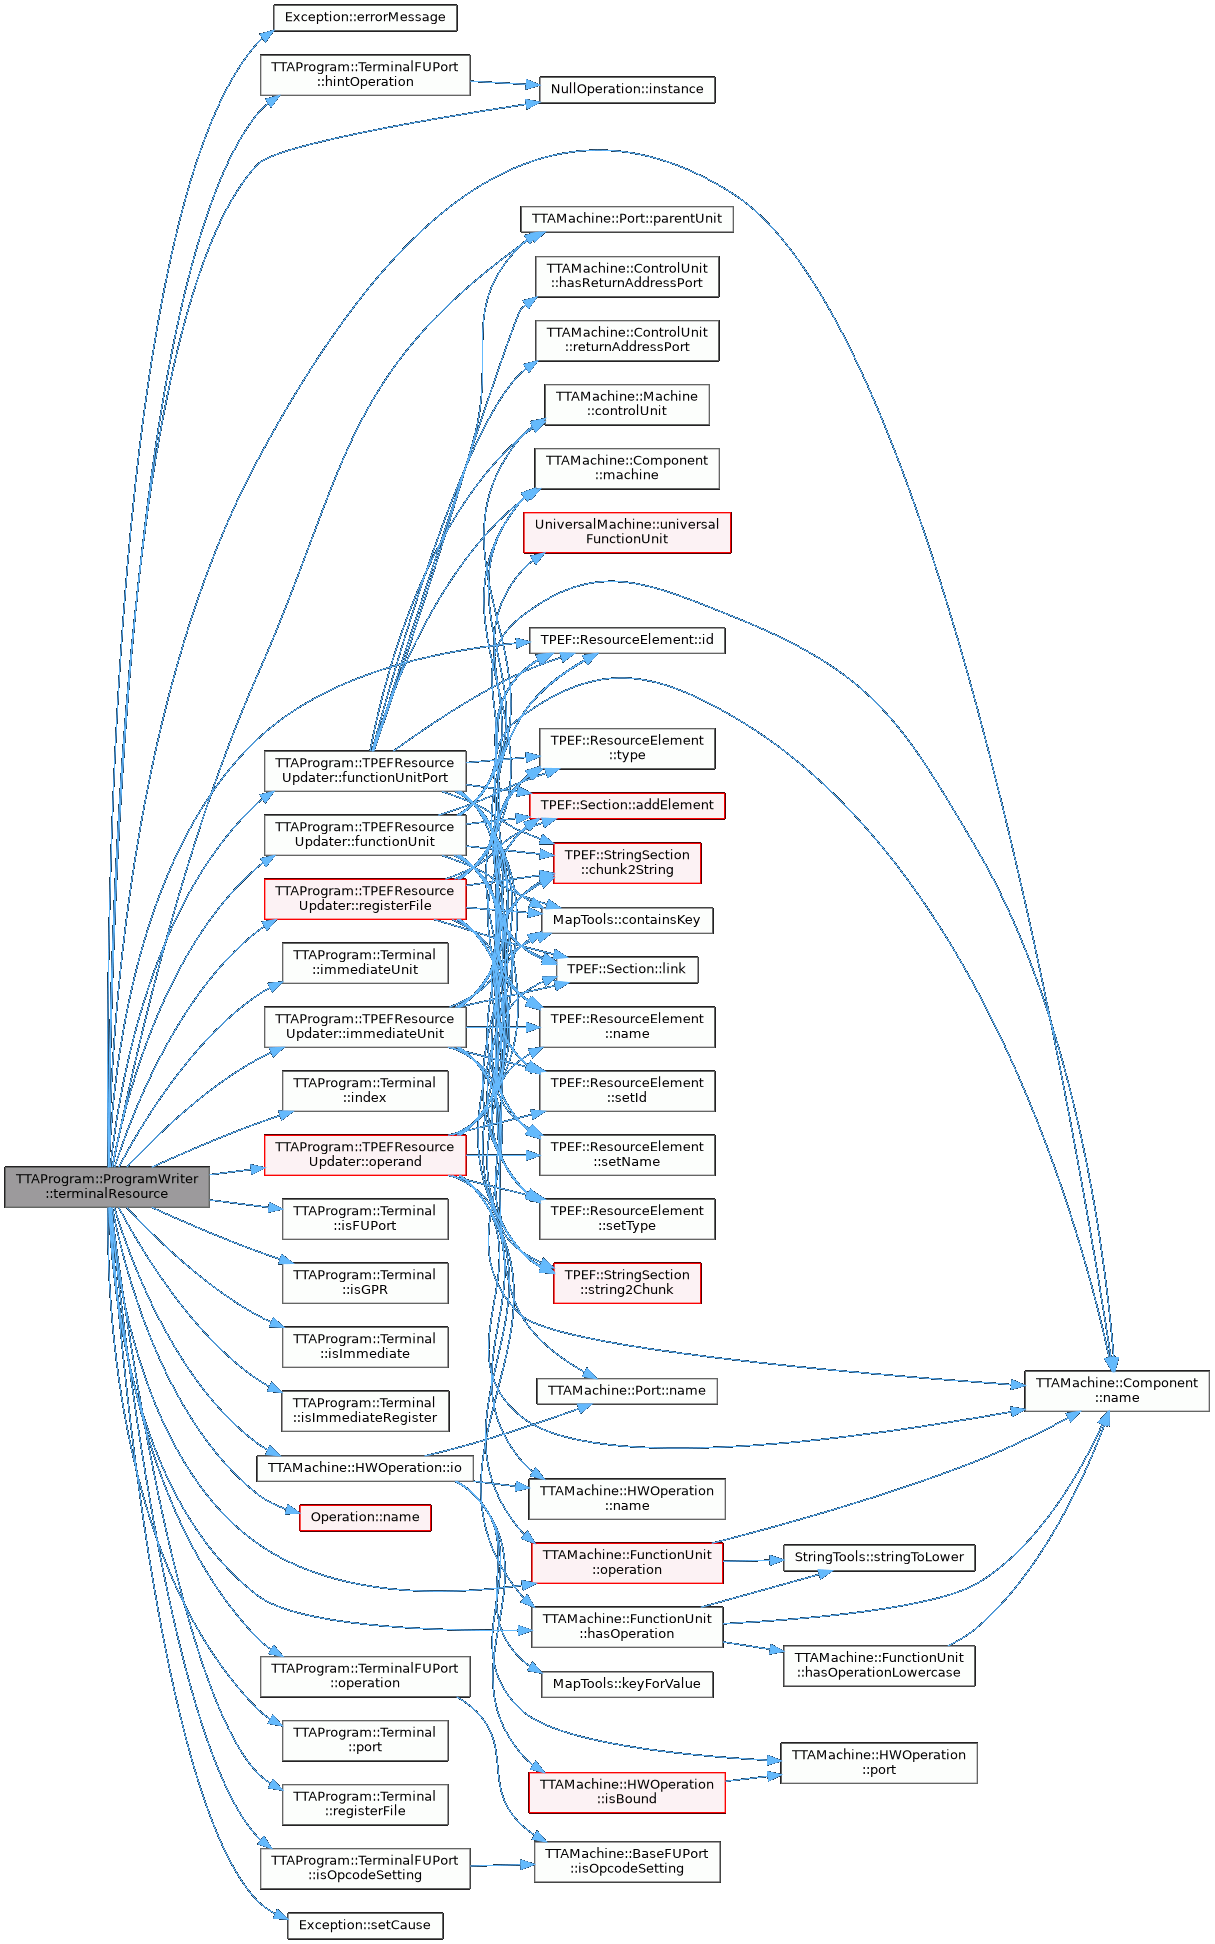 TTAProgram::ProgramWriter
::terminalResource
Exception::errorMessage
TTAProgram::TerminalFUPort
::hintOperation
TTAProgram::TPEFResource
Updater::functionUnitPort
TTAProgram::TPEFResource
Updater::functionUnit
TTAProgram::TPEFResource
Updater::registerFile
TTAProgram::Terminal
::immediateUnit
TTAProgram::TPEFResource
Updater::immediateUnit
TTAProgram::Terminal
::index
TTAProgram::TPEFResource
Updater::operand
TTAProgram::Terminal
::isFUPort
TTAProgram::Terminal
::isGPR
TTAProgram::Terminal
::isImmediate
TTAProgram::Terminal
::isImmediateRegister
TTAMachine::HWOperation::io
Operation::name
TTAProgram::TerminalFUPort
::operation
TTAProgram::Terminal
::port
TTAProgram::Terminal
::registerFile
TTAProgram::TerminalFUPort
::isOpcodeSetting
Exception::setCause
NullOperation::instance
TTAMachine::Port::parentUnit
TTAMachine::ControlUnit
::hasReturnAddressPort
TTAMachine::ControlUnit
::returnAddressPort
TTAMachine::Machine
::controlUnit
TTAMachine::Component
::machine
UniversalMachine::universal
FunctionUnit
TPEF::ResourceElement::id
TPEF::ResourceElement
::type
TPEF::Section::addElement
TPEF::StringSection
::chunk2String
MapTools::containsKey
TPEF::Section::link
TPEF::ResourceElement
::name
TPEF::ResourceElement
::setId
TPEF::ResourceElement
::setName
TPEF::ResourceElement
::setType
TPEF::StringSection
::string2Chunk
TTAMachine::Port::name
TTAMachine::HWOperation
::name
TTAMachine::FunctionUnit
::operation
TTAMachine::FunctionUnit
::hasOperation
MapTools::keyForValue
TTAMachine::HWOperation
::isBound
TTAMachine::BaseFUPort
::isOpcodeSetting
StringTools::stringToLower
TTAMachine::FunctionUnit
::hasOperationLowercase
TTAMachine::HWOperation
::port
TTAMachine::Component
::name